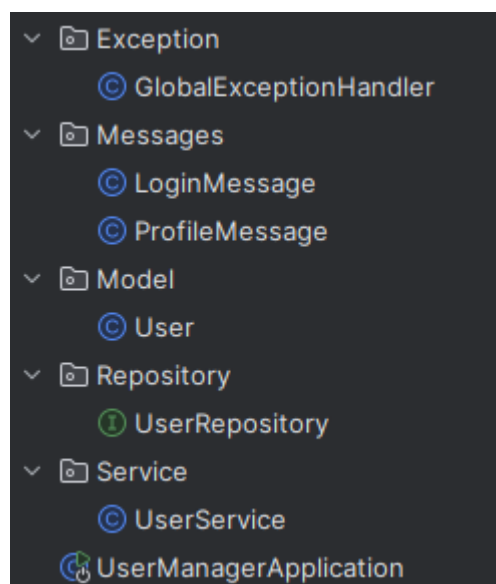 Exception
GlobalExceptionHandler
Messages
LoginMessage
ProfileMessage
Model
User
Repository
UserRepository
Service
UserService
UserManagerApplication